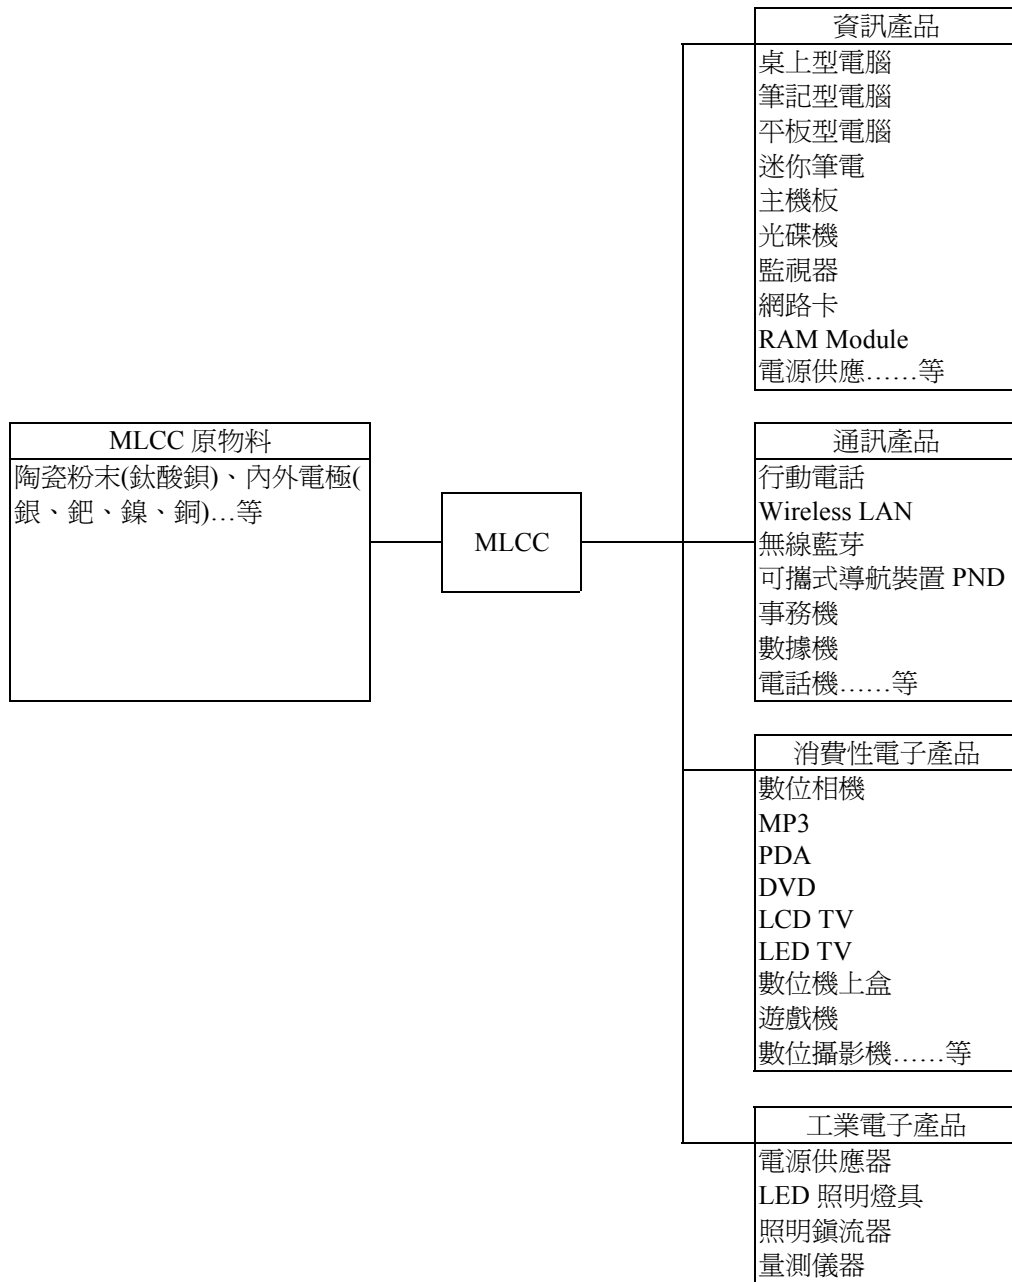 MLCC 原物料
陶瓷粉末(鈦酸鋇)、內外電極(
銀、鈀、鎳、銅)…等
MLCC
資訊產品
桌上型電腦
筆記型電腦
平板型電腦
迷你筆電
主機板
光碟機
監視器
網路卡
RAM Module
電源供應……等
通訊產品
行動電話
Wireless LAN
無線藍芽
可攜式導航裝置 PND
事務機
數據機
電話機……等
消費性電子產品
數位相機
MP3
PDA
DVD
LCD TV
LED TV
數位機上盒
遊戲機
數位攝影機……等
工業電子產品
電源供應器
LED 照明燈具
照明鎮流器
量測儀器